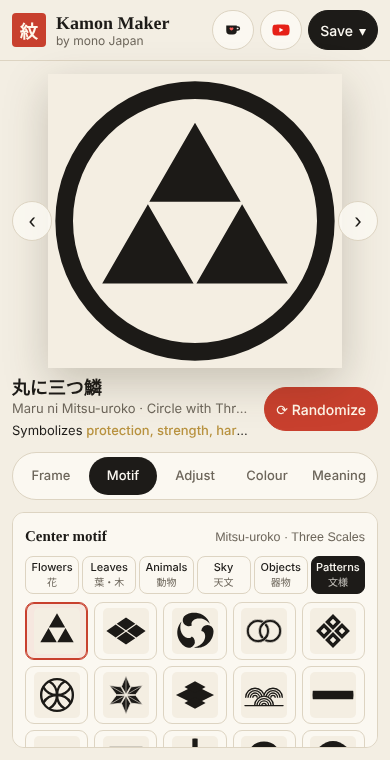 紋
Kamon Maker
by mono Japan
Save ▾
‹
›
丸に三つ鱗
Maru ni Mitsu-uroko · Circle with Thr...
Symbolizes protection, strength, har...
⟳ Randomize
Frame
Motif
Adjust
Colour
Meaning
Center motif
Mitsu-uroko · Three Scales
Flowers
花
Leaves
葉・木
Animals
動物
Sky
天文
Objects
器物
Patterns
文様